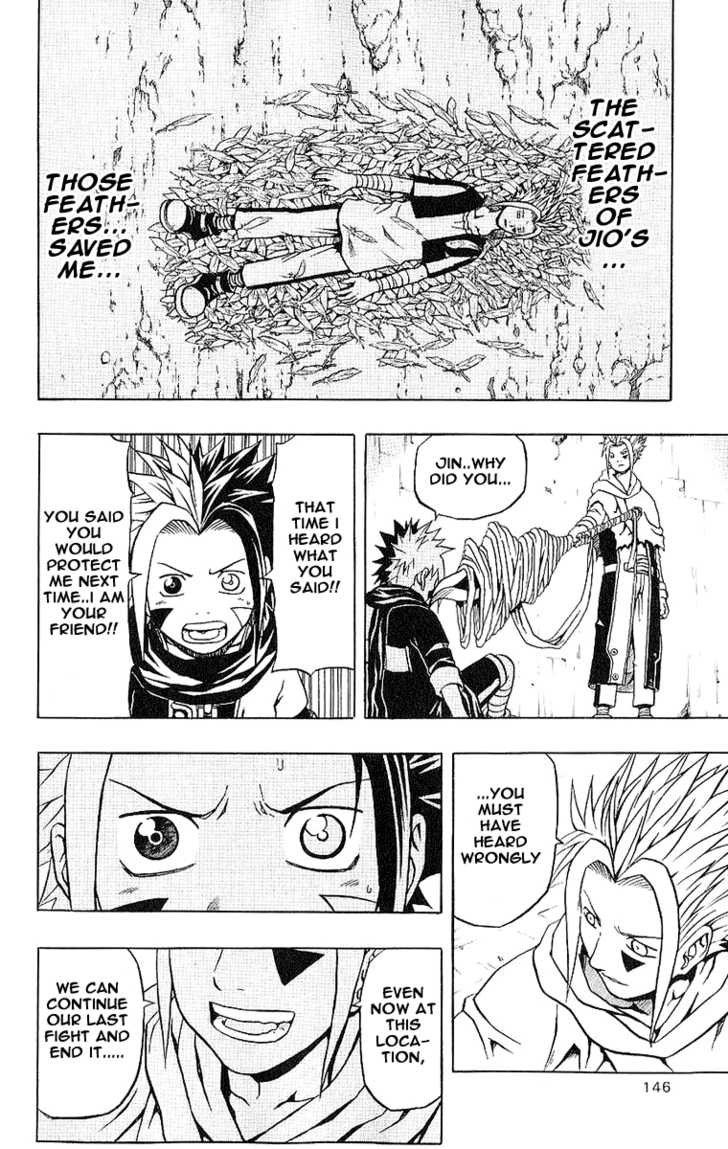 THE
SCAT-
TERED
FEATH-
ERS
OF
JIO'S
...
THOSE
FEATH-
ERS...
SAVED
ME...
JIN..WHY
DID YOU...
THAT
TIME I
HEARD
WHAT
YOU
SAID!!
YOU SAID
YOU
WOULD
PROTECT
ME NEXT
TIME..I AM
YOUR
FRIEND!!
...YOU
MUST
HAVE
HEARD
WRONGLY
EVEN
NOW AT
THIS
LOCA-
TION,
WE CAN
CONTINUE
OUR LAST
FIGHT AND
END IT.....
146